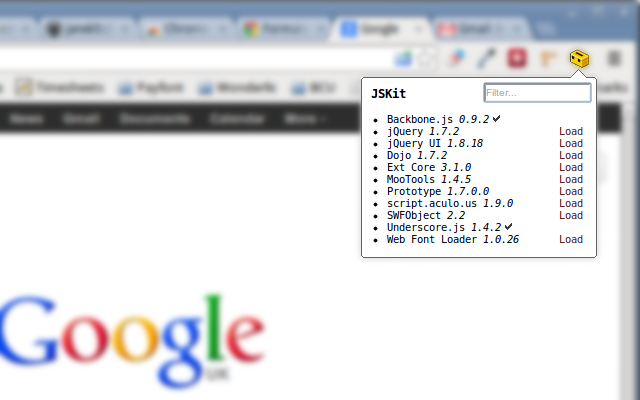 Google
Gmail
Timesheets
Payfont
Wonderlic
BCU
News
Gmail
Documents
Calendar
More
JSKit
Filter...
Backbone.js 0.9.2 ✔
jQuery 1.7.2 Load
jQuery UI 1.8.18 Load
Dojo 1.7.2 Load
Ext Core 3.1.0 Load
MooTools 1.4.5 Load
Prototype 1.7.0.0 Load
script.aculo.us 1.9.0 Load
SWFObject 2.2 Load
Underscore.js 1.4.2 ✔
Web Font Loader 1.0.26 Load
Google
UK